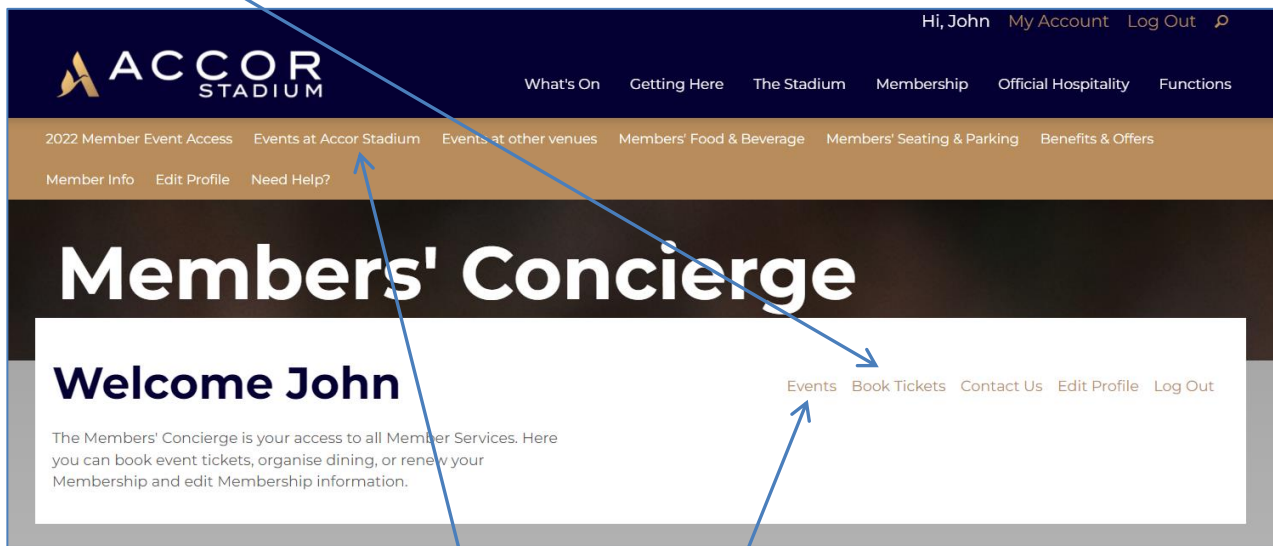 Hi, John My Account Log Out
ACCOR
STADIUM
What's On Getting Here The Stadium Membership Official Hospitality Functions
2022 Member Event Access Events at Accor Stadium Events at other venues Members' Food & Beverage Members' Seating & Parking Benefits & Offers
Member Info Edit Profile Need Help?
Members' Concierge
Welcome John
Events Book Tickets Contact Us Edit Profile Log Out
The Members' Concierge is your access to all Member Services. Here
you can book event tickets, organise dining, or renew your
Membership and edit Membership information.